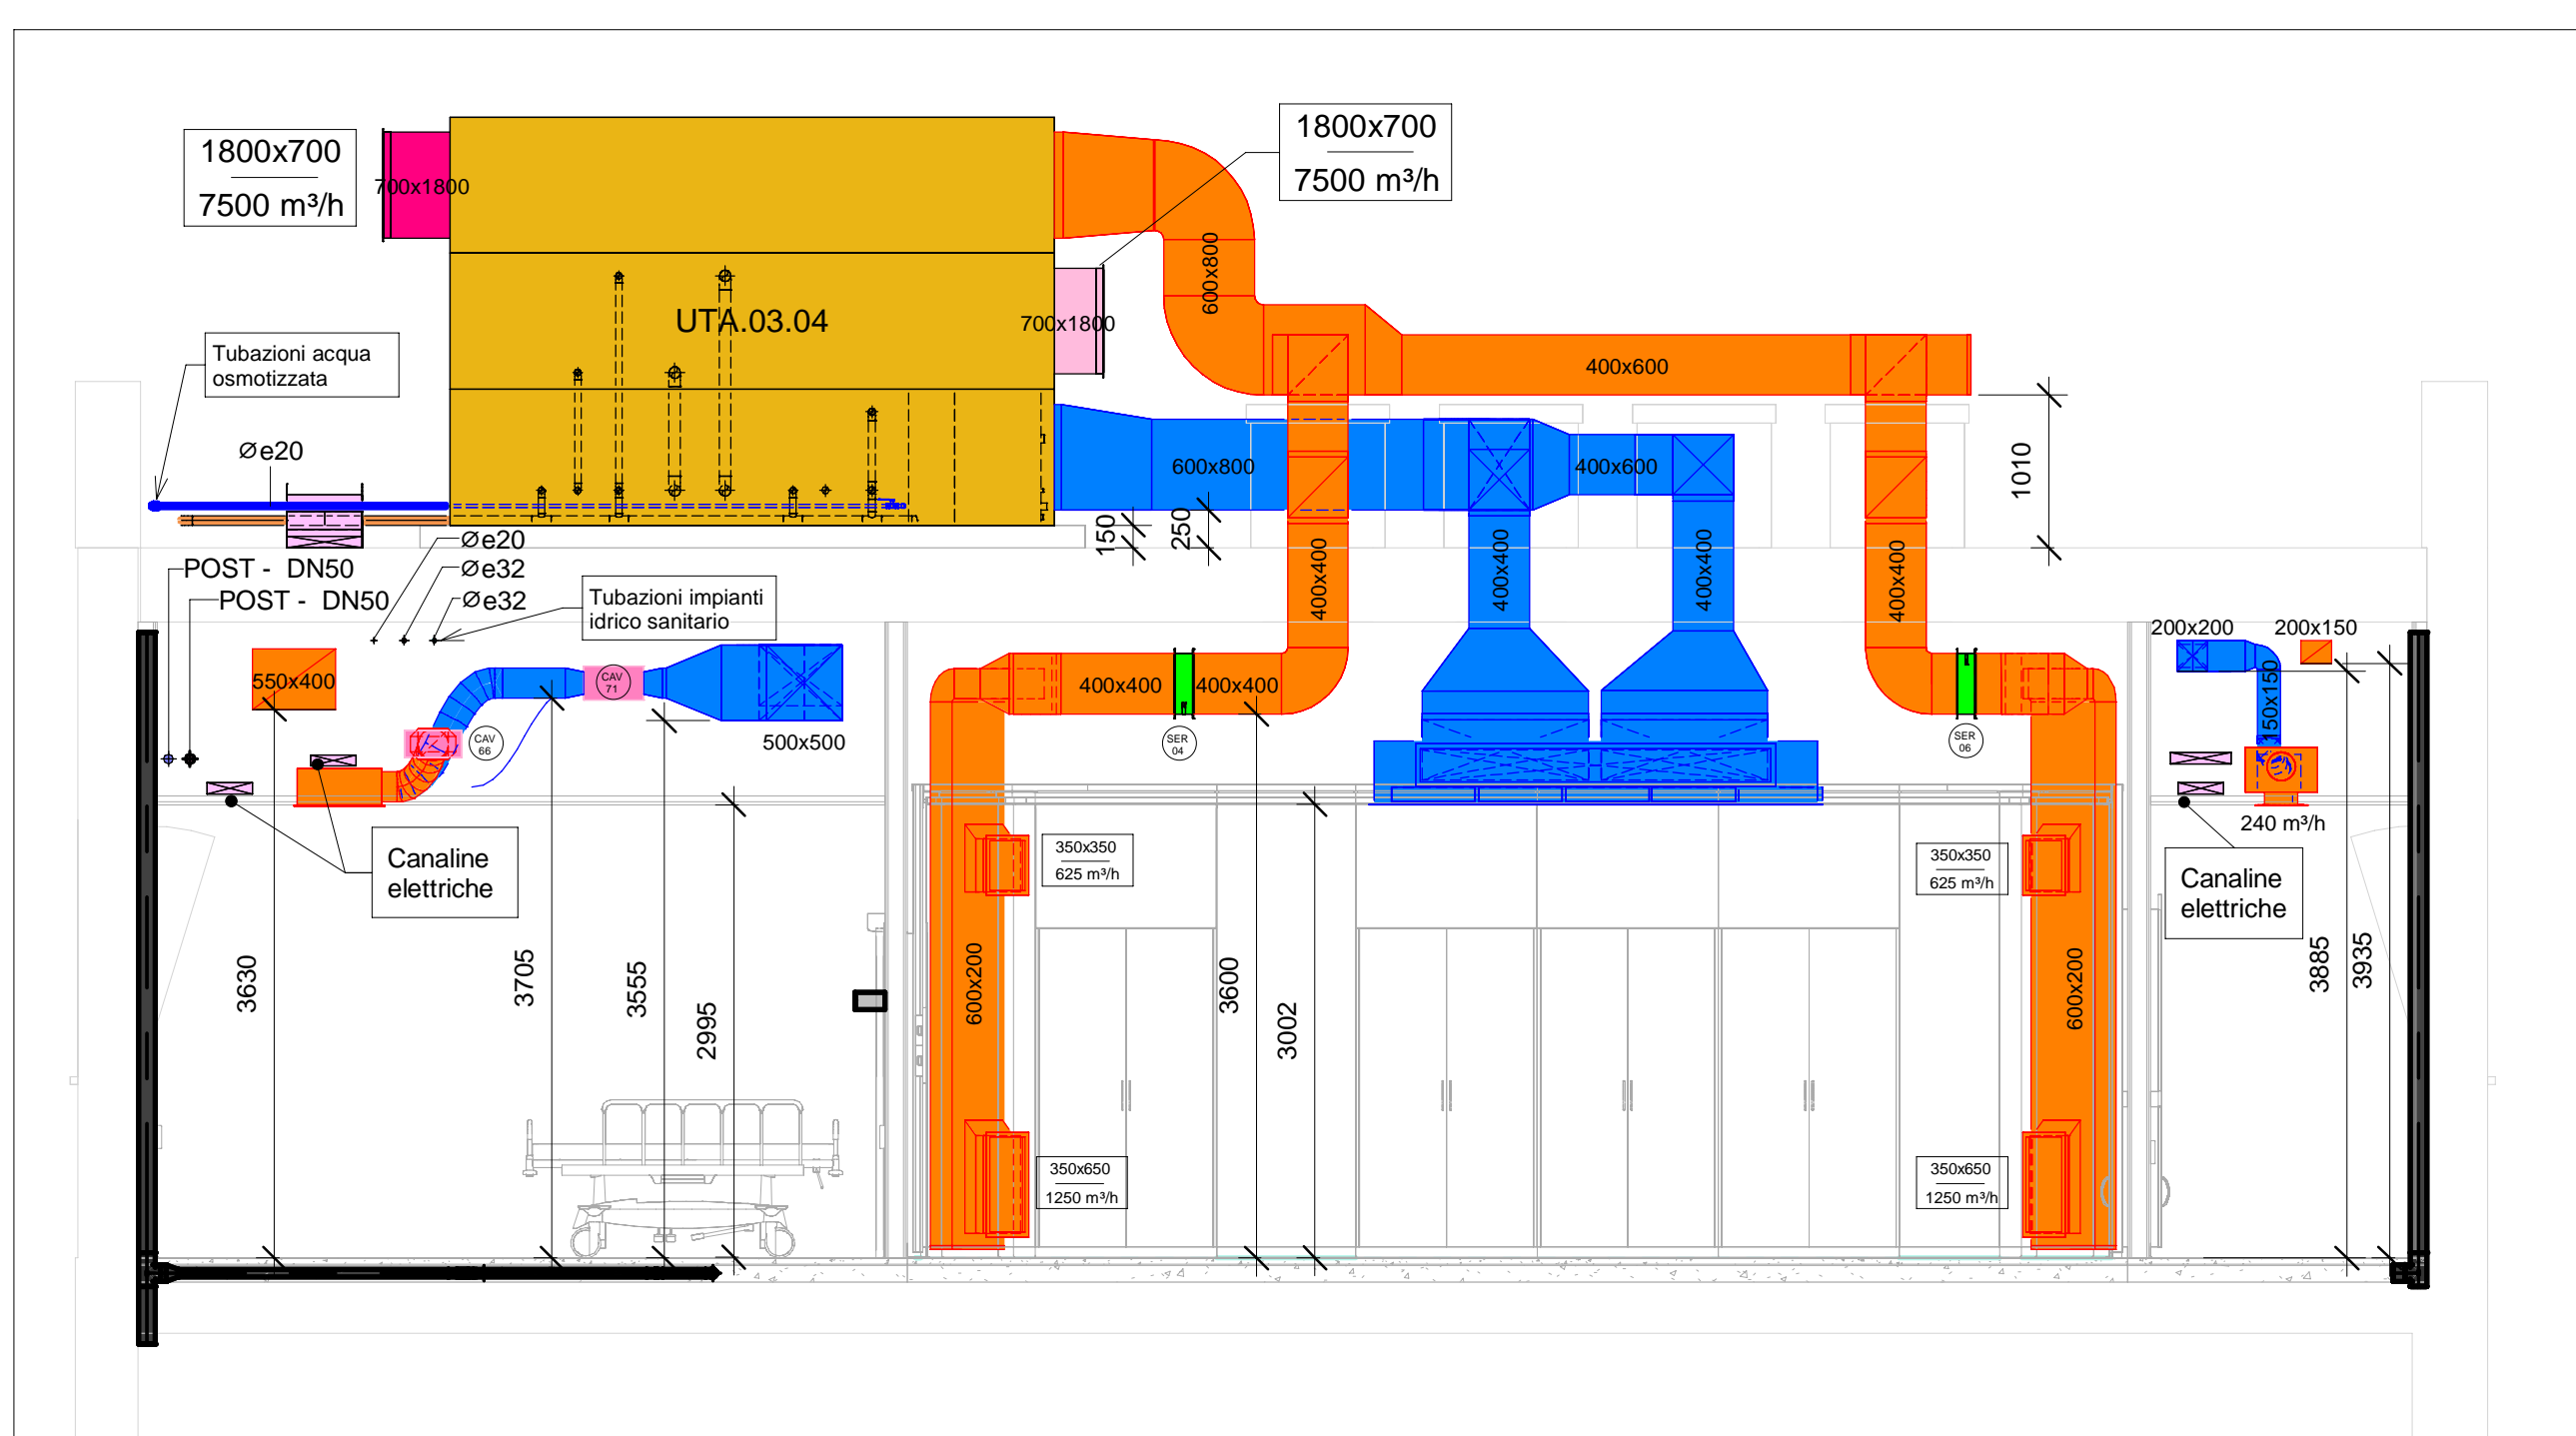 1800x700
7500 m³/h
700x1800
1800x700
7500 m³/h
700x1800
UTA.03.04
600x800
400x600
Tubazioni acqua
osmotizzata
Øe20
600x800
400x600
1010
150
250
POST - DN50
POST - DN50
Øe20
Øe32
Øe32
Tubazioni impianti
idrico sanitario
400x400
400x400
400x400
400x400
200x200
200x150
550x400
CAV
71
CAV
66
500x500
400x400
400x400
SER
04
SER
06
150x150
240 m³/h
Canaline
elettriche
350x350
625 m³/h
350x350
625 m³/h
Canaline
elettriche
3630
3705
3555
2995
600x200
3600
3002
600x200
3885
3935
350x650
1250 m³/h
350x650
1250 m³/h